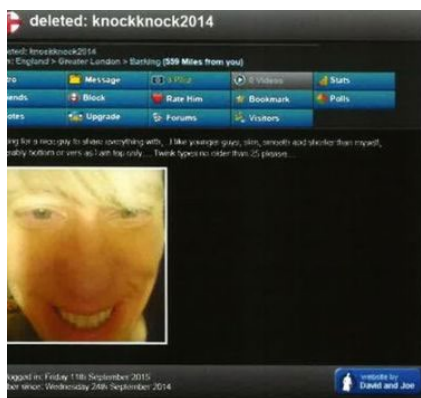 deleted: knockknock2014
deleted: knockknock2014
England > Greater London > Barking (559 Miles from you)
Message
Videos
Stats
Block
Rate Him
Bookmark
Polls
Upgrade
Forums
Visitors
for a nice guy to share everything with, I like younger guys, slim, smooth and shorter than myself,
bottom or vers as I am top only.... Twink types no older than 25 please...
logged in: Friday 11th September 2015
since: Wednesday 24th September 2014
website by
David and Joe